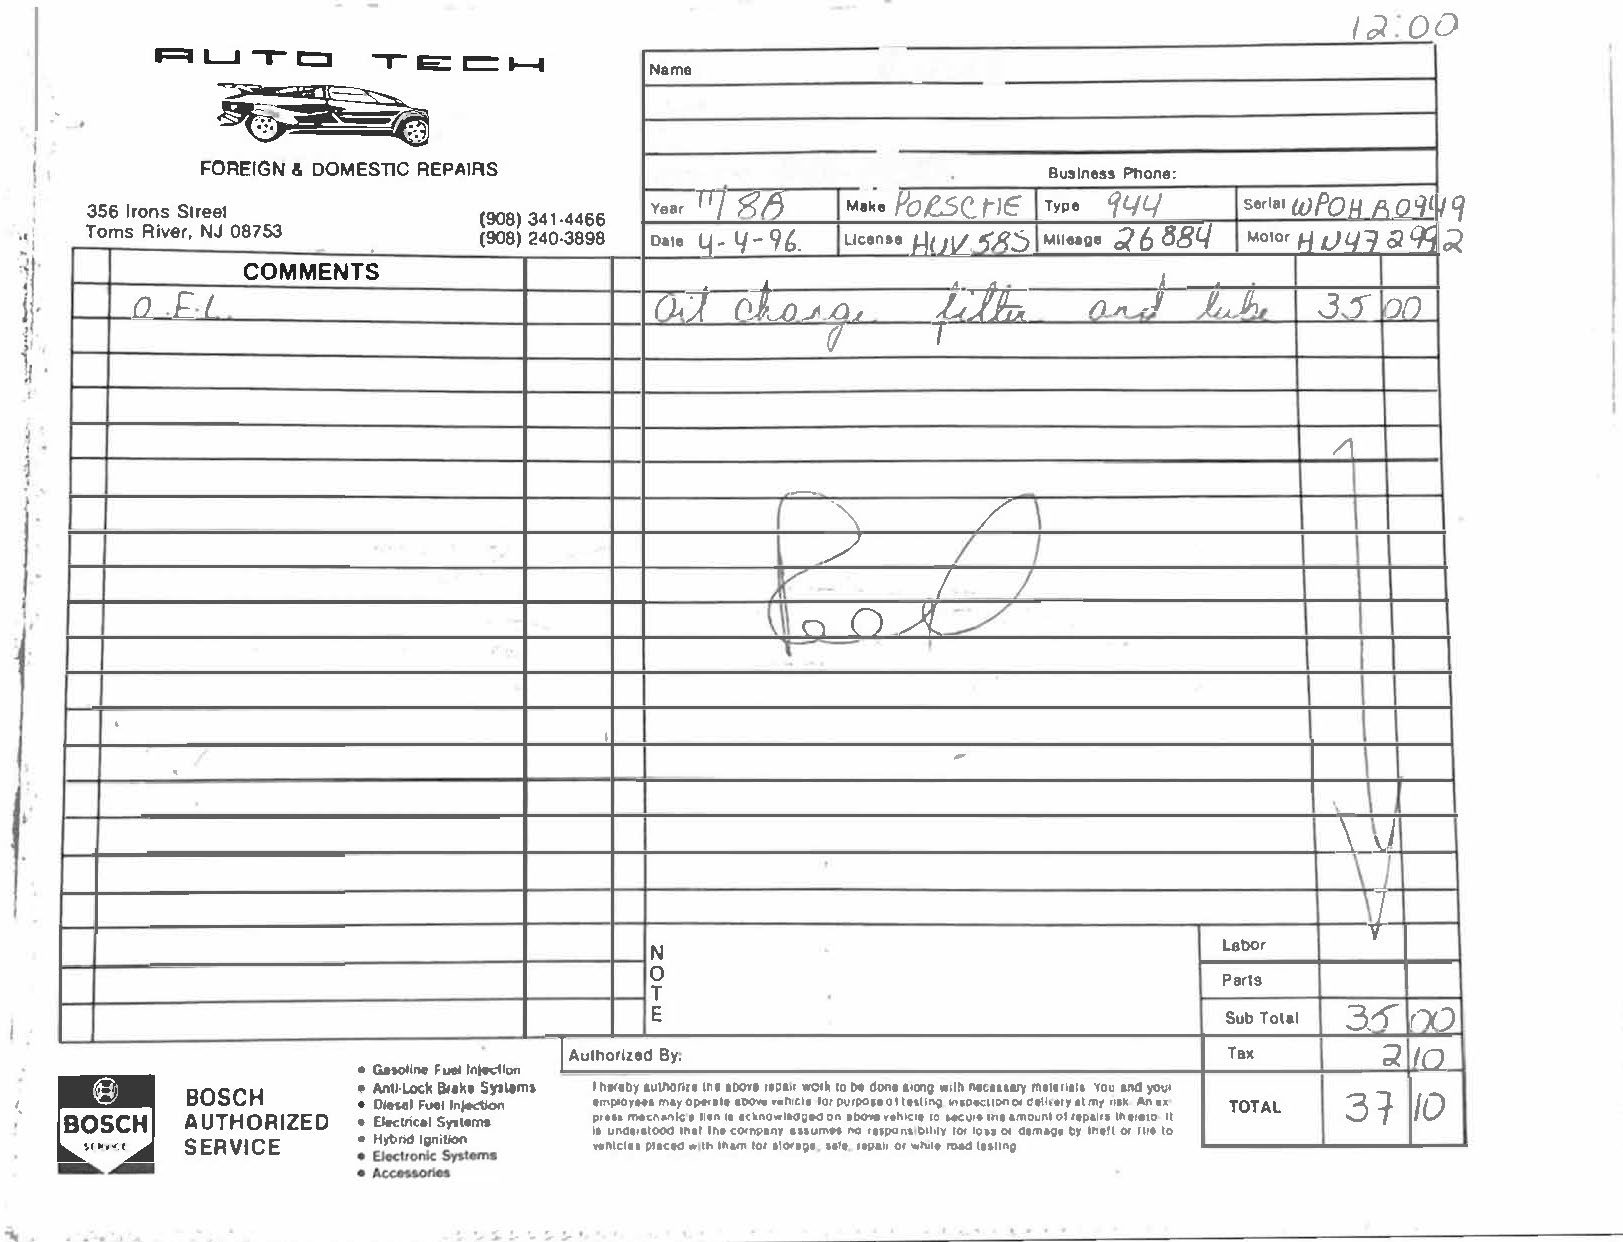 12:00
AUTO TECH
FOREIGN & DOMESTIC REPAIRS
356 Irons Street
Toms River, NJ 08753
(908) 341-4466
(908) 240-3898
Name
Business Phone:
Year 11/88 Make PORSCHE Type 944 Serial WPOH A0949
Date 4-4-96. License HUV 585 Mileage 26884 Motor HN472992
COMMENTS
O.F.L. Oil change filter and lube 35 00
Paid
NOTE
Labor
Parts
Sub Total 35 00
Tax 2 10
TOTAL 37 10
Authorized By:
I hereby authorize the above repair work to be done along with necessary materials. You and your
employees may operate above vehicle for purpose of testing, inspection or delivery at my risk. An ex-
press mechanic's lien is acknowledged on above vehicle to secure the amount of repairs thereto. It
is understood that the company assumes no responsibility for loss or damage by theft or fire to
vehicles placed with them for storage, sale, repair or while road testing.
BOSCH
SERVICE
BOSCH
AUTHORIZED
SERVICE
• Gasoline Fuel Injection
• Anti-Lock Brake Systems
• Diesel Fuel Injection
• Electrical Systems
• Hybrid Ignition
• Electronic Systems
• Accessories